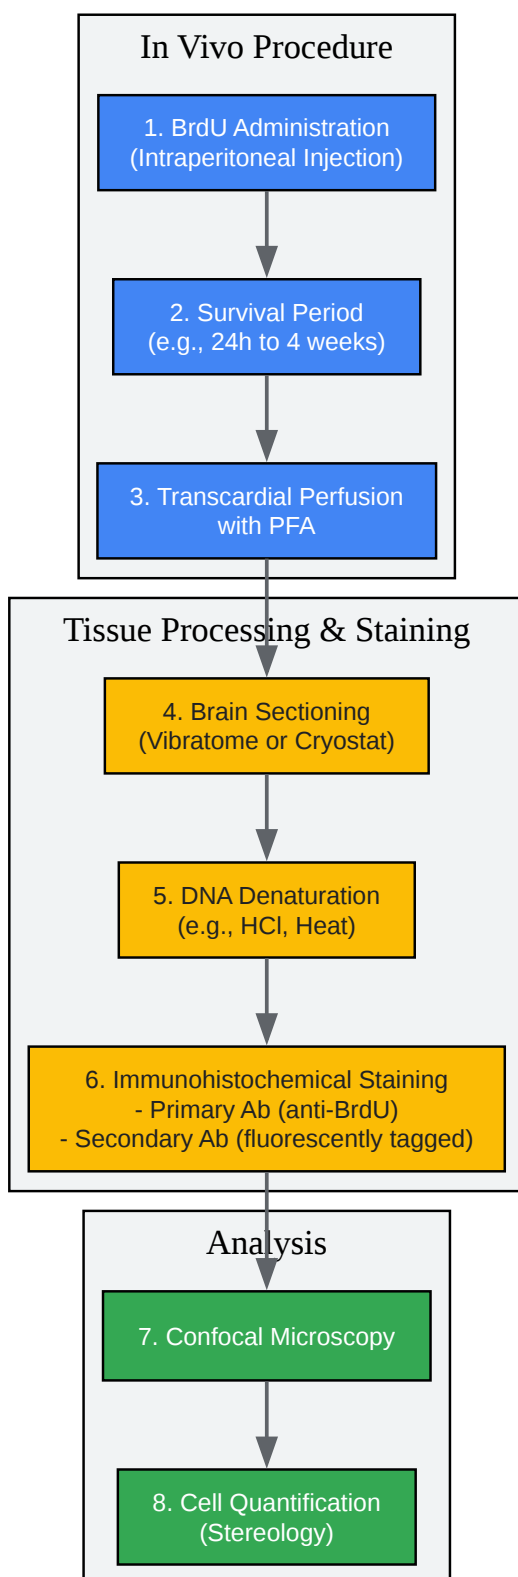 In Vivo Procedure
1. BrdU Administration
(Intraperitoneal Injection)
2. Survival Period
(e.g., 24h to 4 weeks)
3. Transcardial Perfusion
with PFA
Tissue Processing & Staining
4. Brain Sectioning
(Vibratome or Cryostat)
5. DNA Denaturation
(e.g., HCl, Heat)
6. Immunohistochemical Staining
- Primary Ab (anti-BrdU)
- Secondary Ab (fluorescently tagged)
Analysis
7. Confocal Microscopy
8. Cell Quantification
(Stereology)